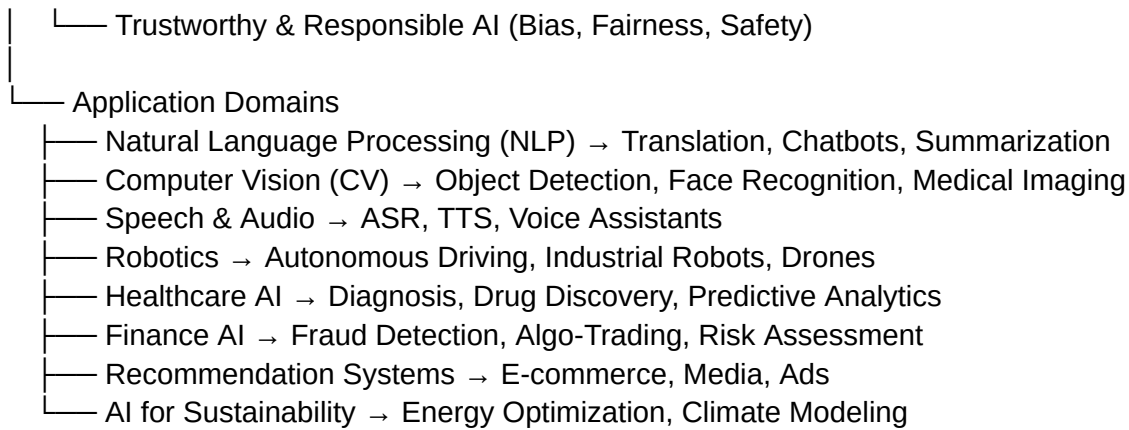 │ └── Trustworthy & Responsible AI (Bias, Fairness, Safety)
│
└── Application Domains
├── Natural Language Processing (NLP) → Translation, Chatbots, Summarization
├── Computer Vision (CV) → Object Detection, Face Recognition, Medical Imaging
├── Speech & Audio → ASR, TTS, Voice Assistants
├── Robotics → Autonomous Driving, Industrial Robots, Drones
├── Healthcare AI → Diagnosis, Drug Discovery, Predictive Analytics
├── Finance AI → Fraud Detection, Algo-Trading, Risk Assessment
├── Recommendation Systems → E-commerce, Media, Ads
└── AI for Sustainability → Energy Optimization, Climate Modeling